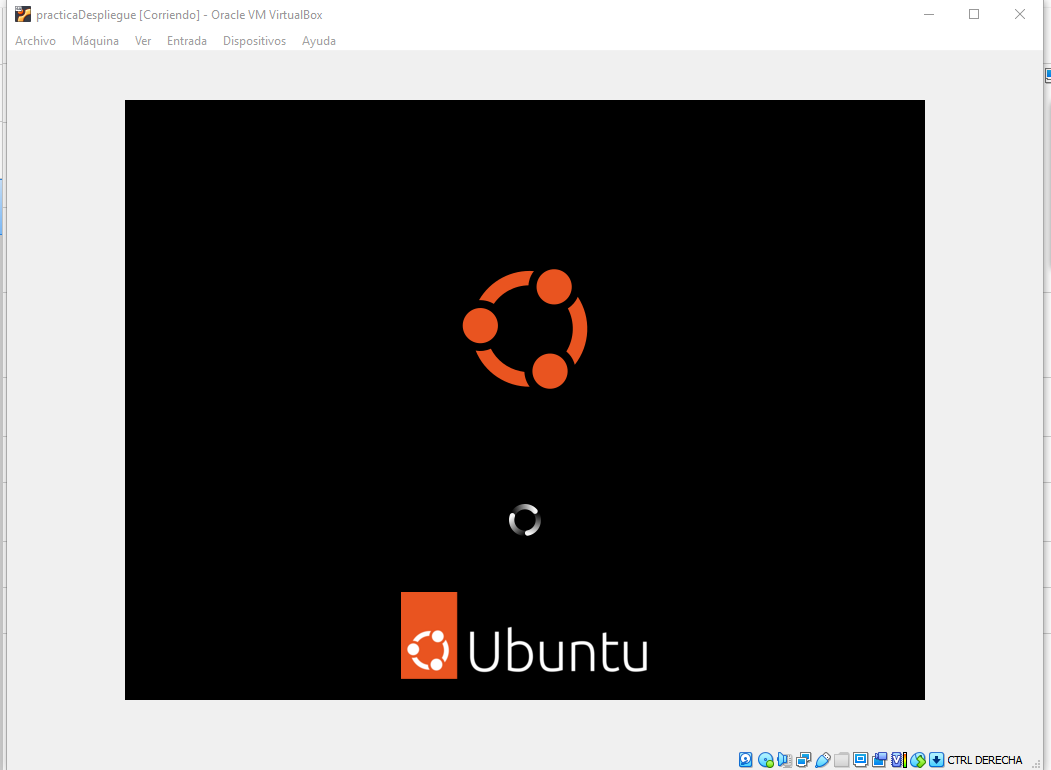 practicaDespliegue [Corriendo] - Oracle VM VirtualBox
Archivo Máquina Ver Entrada Dispositivos Ayuda
Ubuntu
CTRL DERECHA